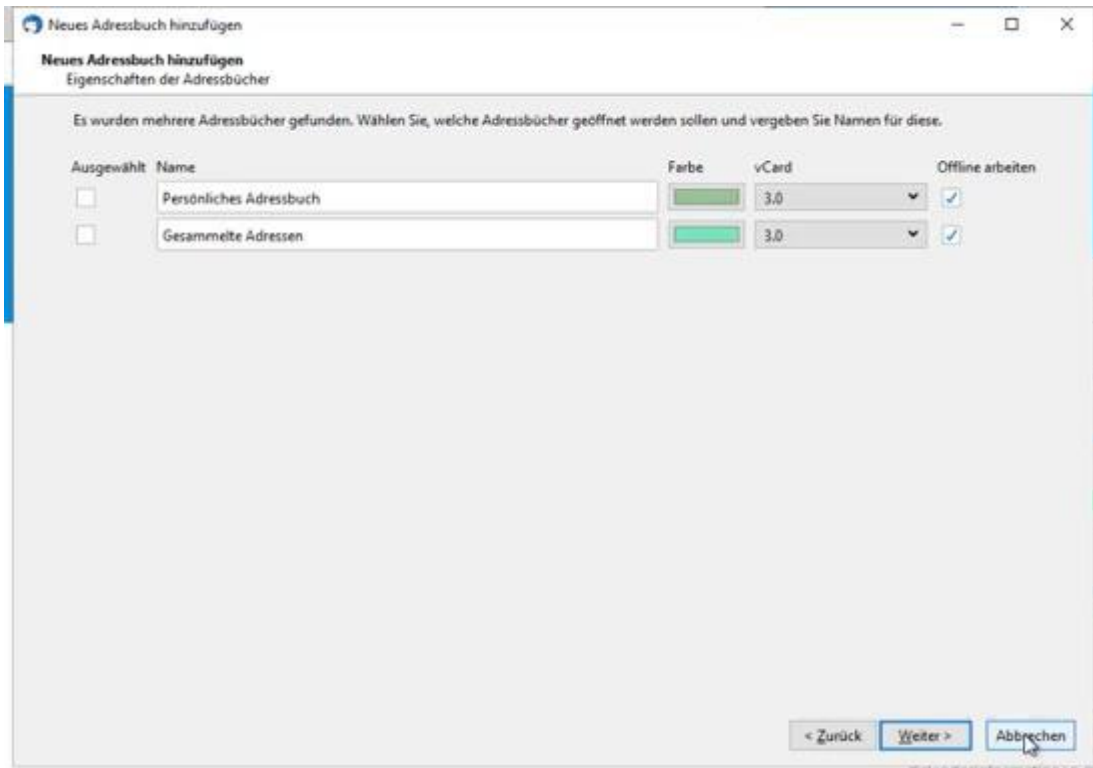 Neues Adressbuch hinzufügen
Neues Adressbuch hinzufügen
Eigenschaften der Adressbücher
Es wurden mehrere Adressbücher gefunden. Wählen Sie, welche Adressbücher geöffnet werden sollen und vergeben Sie Namen für diese.
Ausgewählt Name Farbe vCard Offline arbeiten
Persönliches Adressbuch 3.0
Gesammelte Adressen 3.0
< Zurück Weiter > Abbrechen